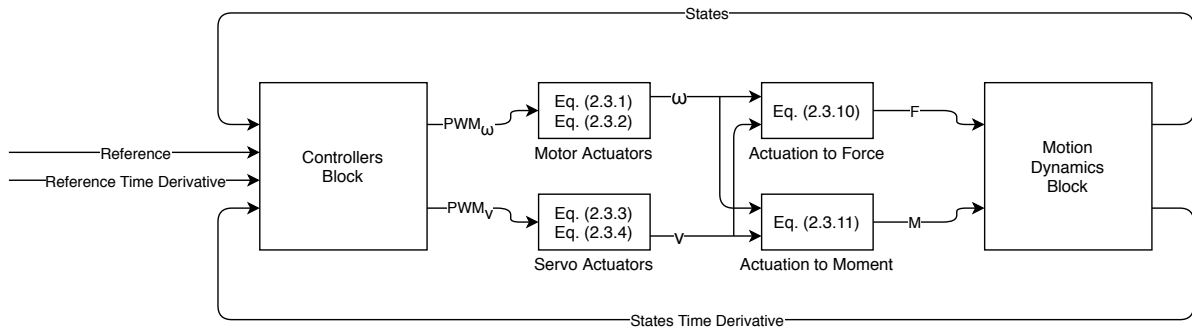 States
Reference
Reference Time Derivative
Controllers
Block
PWMω
PWMv
Eq. (2.3.1)
Eq. (2.3.2)
Motor Actuators
Eq. (2.3.3)
Eq. (2.3.4)
Servo Actuators
ω
v
Eq. (2.3.10)
Actuation to Force
Eq. (2.3.11)
Actuation to Moment
F
M
Motion
Dynamics
Block
States Time Derivative